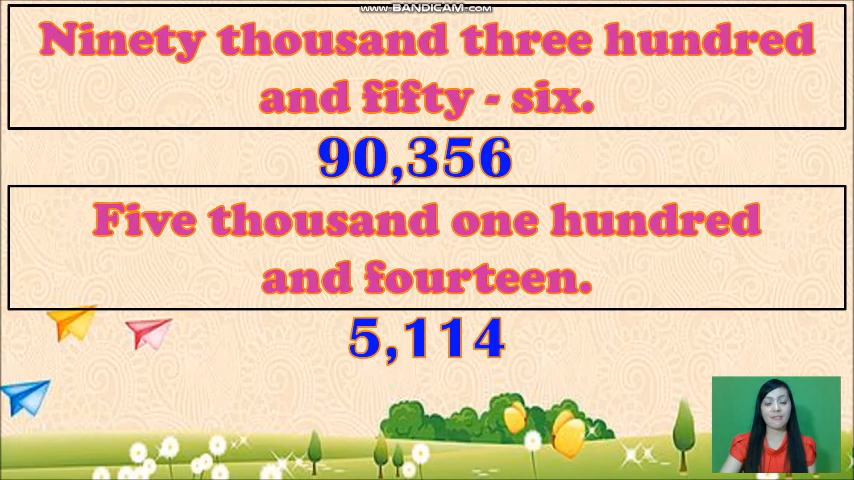 www.BANDICAM.com
Ninety thousand three hundred
and fifty - six.
90,356
Five thousand one hundred
and fourteen.
5,114